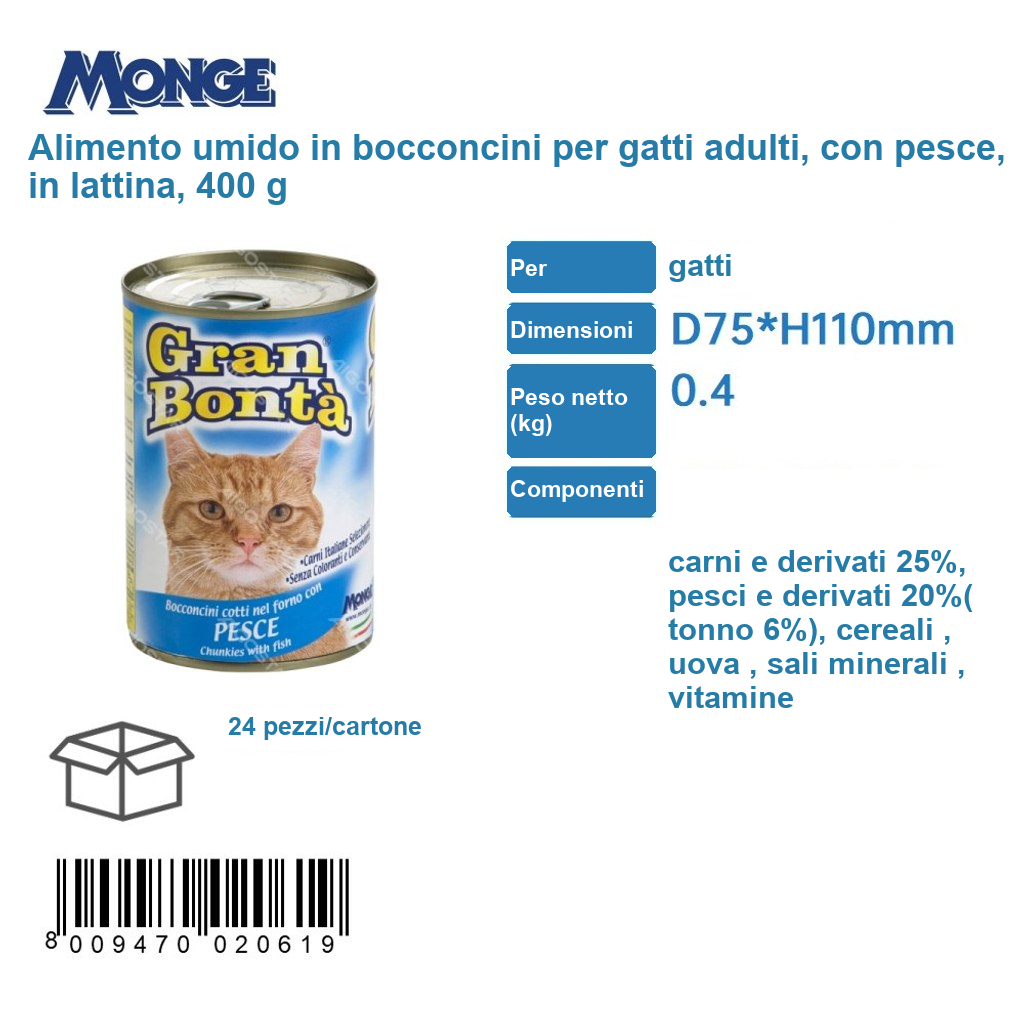 MONGE
Alimento umido in bocconcini per gatti adulti, con pesce,
in lattina, 400 g
Per
gatti
Dimensioni
D75*H110mm
Peso netto
(kg)
0.4
Componenti
carni e derivati 25%,
pesci e derivati 20%(
tonno 6%), cereali ,
uova , sali minerali ,
vitamine
Gran
Bontà
•Carni Italiane
•Senza Coloranti e
Bocconcini cotti nel forno con
PESCE
Chunkies with fish
MONGE
24 pezzi/cartone
8 009470 020619